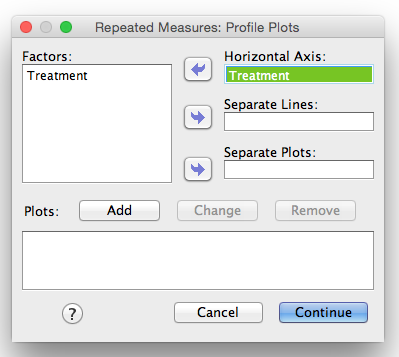 Repeated Measures: Profile Plots
Factors:
Treatment
Horizontal Axis:
Treatment
Separate Lines:
Separate Plots:
Plots: Add Change Remove
? Cancel Continue